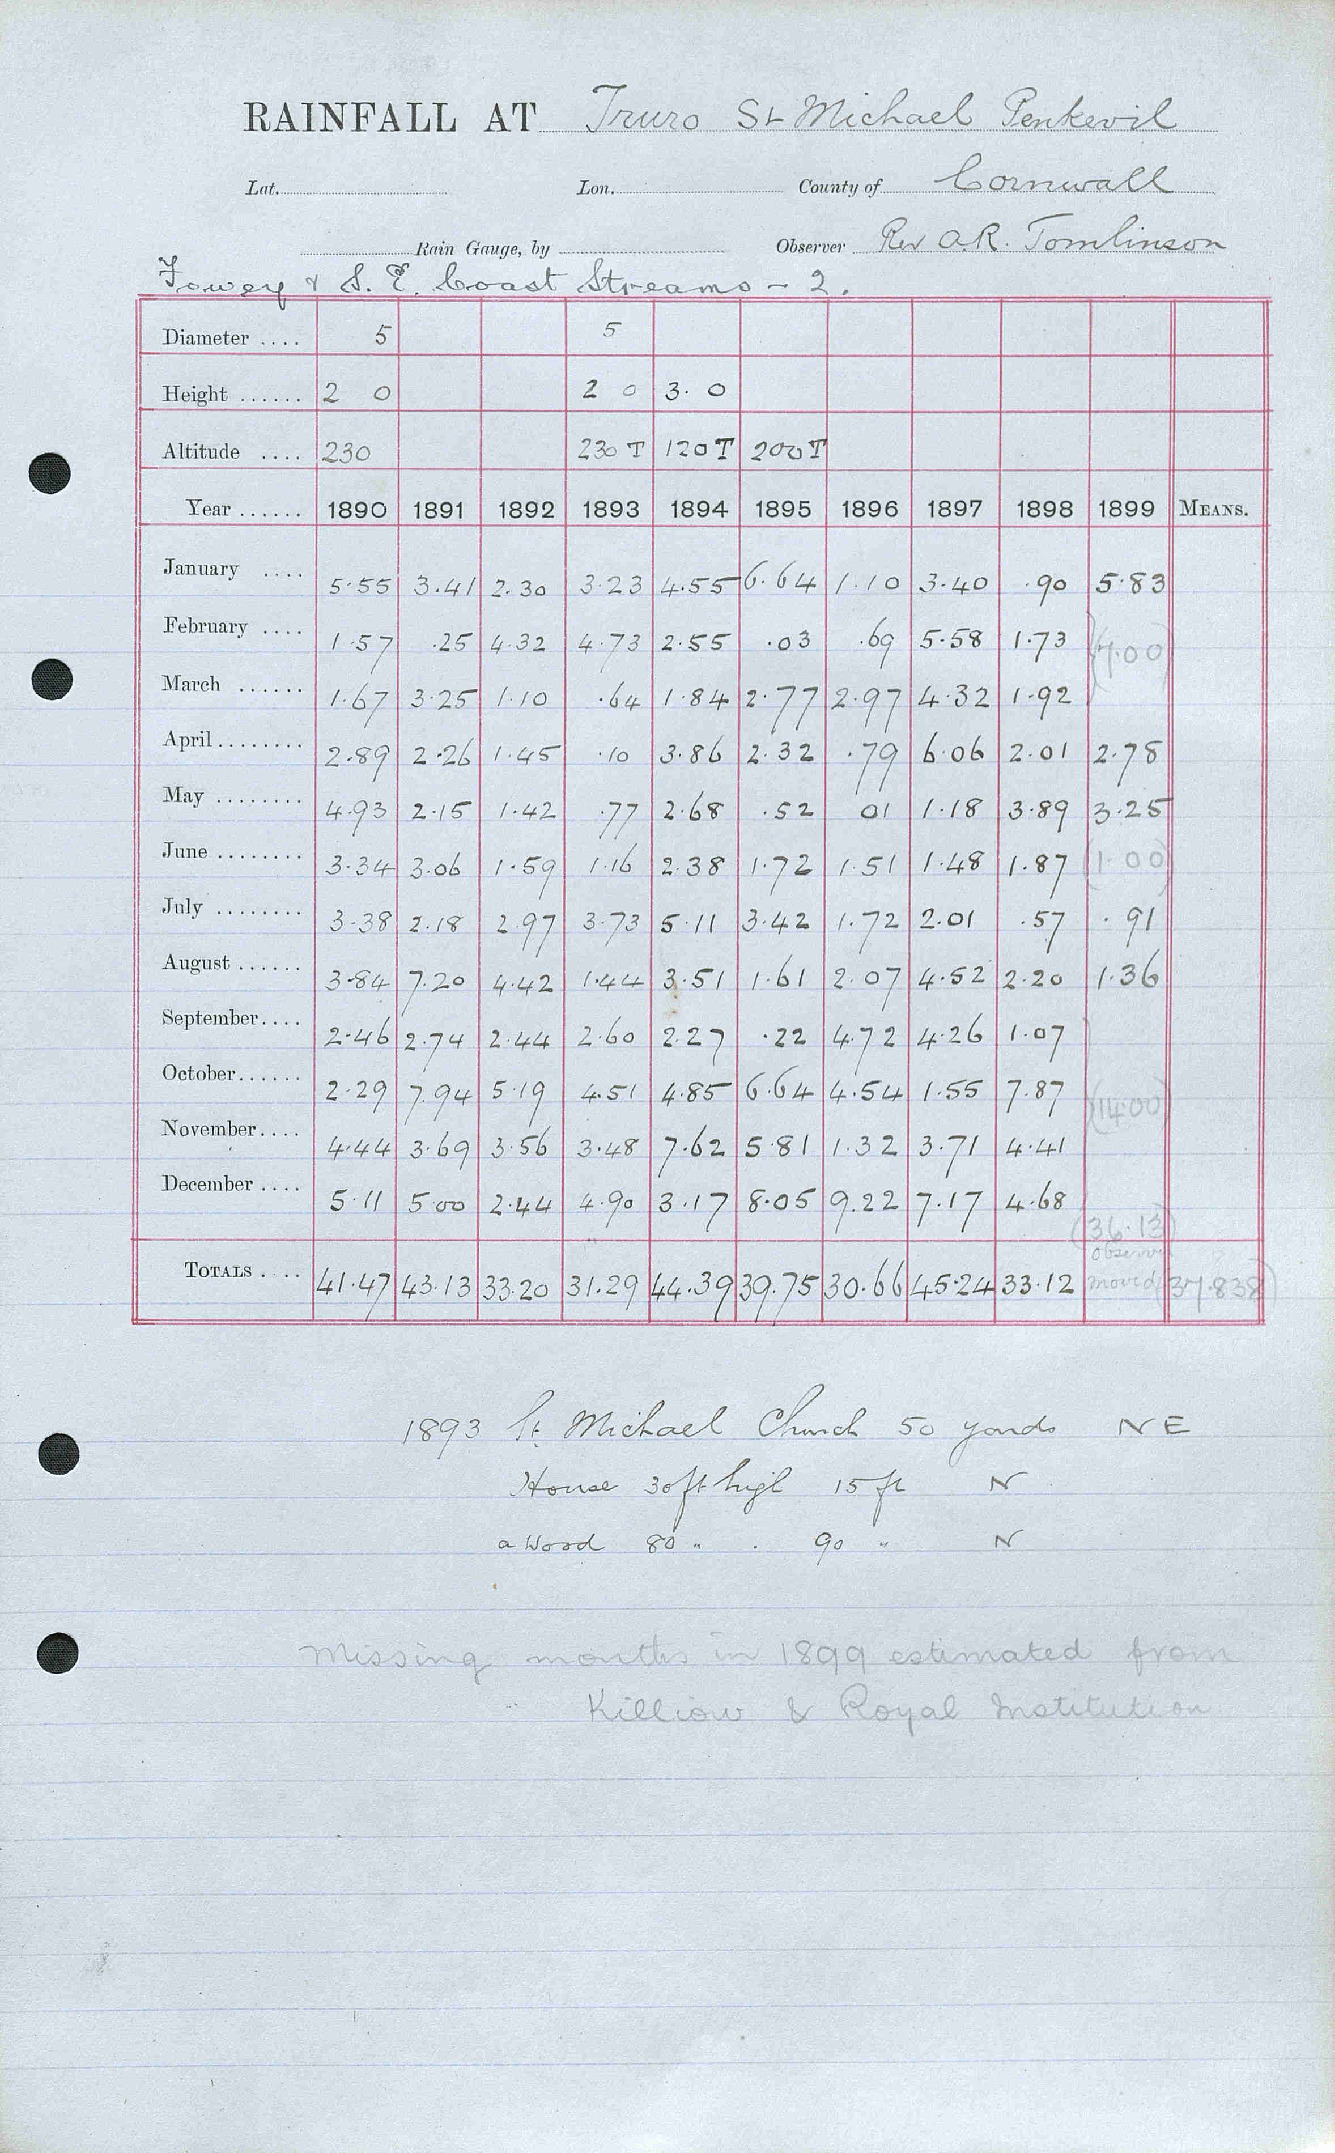 RAINFALL AT Truro St Michael Penkevil
Lat. Lon. County of Cornwall
Rain Gauge, by Observer Rev A.R. Tomlinson
Fowey & S. E. Coast Streams - 2.
Diameter .... 5 5
Height ...... 2 0 2 0 3. 0
Altitude .... 230 230 T 120 T 200 T
Year ...... 1890 1891 1892 1893 1894 1895 1896 1897 1898 1899 MEANS.
January .... 5.55 3.41 2.30 3.23 4.55 6.64 1.10 3.40 .90 5.83
February .... 1.57 .25 4.32 4.73 2.55 .03 .69 5.58 1.73 (7.00)
March ...... 1.67 3.25 1.10 .64 1.84 2.77 2.97 4.32 1.92
April ........ 2.89 2.26 1.45 .10 3.86 2.32 .79 6.06 2.01 2.78
May ........ 4.93 2.15 1.42 .77 2.68 .52 01 1.18 3.89 3.25
June ........ 3.34 3.06 1.59 1.16 2.38 1.72 1.51 1.48 1.87 (1.00)
July ........ 3.38 2.18 2.97 3.73 5.11 3.42 1.72 2.01 .57 .91
August ...... 3.84 7.20 4.42 1.44 3.51 1.61 2.07 4.52 2.20 1.36
September.... 2.46 2.74 2.44 2.60 2.27 .22 4.72 4.26 1.07
October...... 2.29 7.94 5.19 4.51 4.85 6.64 4.54 1.55 7.87 (14.00)
November.... 4.44 3.69 3.56 3.48 7.62 5.81 1.32 3.71 4.41
December .... 5.11 5.00 2.44 4.90 3.17 8.05 9.22 7.17 4.68
(36.13)
observer
TOTALS .... 41.47 43.13 33.20 31.29 44.39 39.75 30.66 45.24 33.12 moved (37.838)
1893 St. Michael Church 50 yards N E
House 30 ft high 15 ft N
a Wood 80 " . 90 " N
Missing months in 1899 estimated from
Killiow & Royal Institution